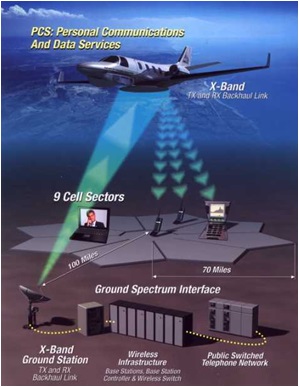 PCS: Personal Communications
And Data Services
X-Band
TX and RX Backhaul Link
9 Cell Sectors
100 Miles
70 Miles
Ground Spectrum Interface
X-Band
Ground Station
TX and RX
Backhaul Link
Wireless
Infrastructure
Base Stations, Base Station
Controller & Wireless Switch
Public Switched
Telephone Network